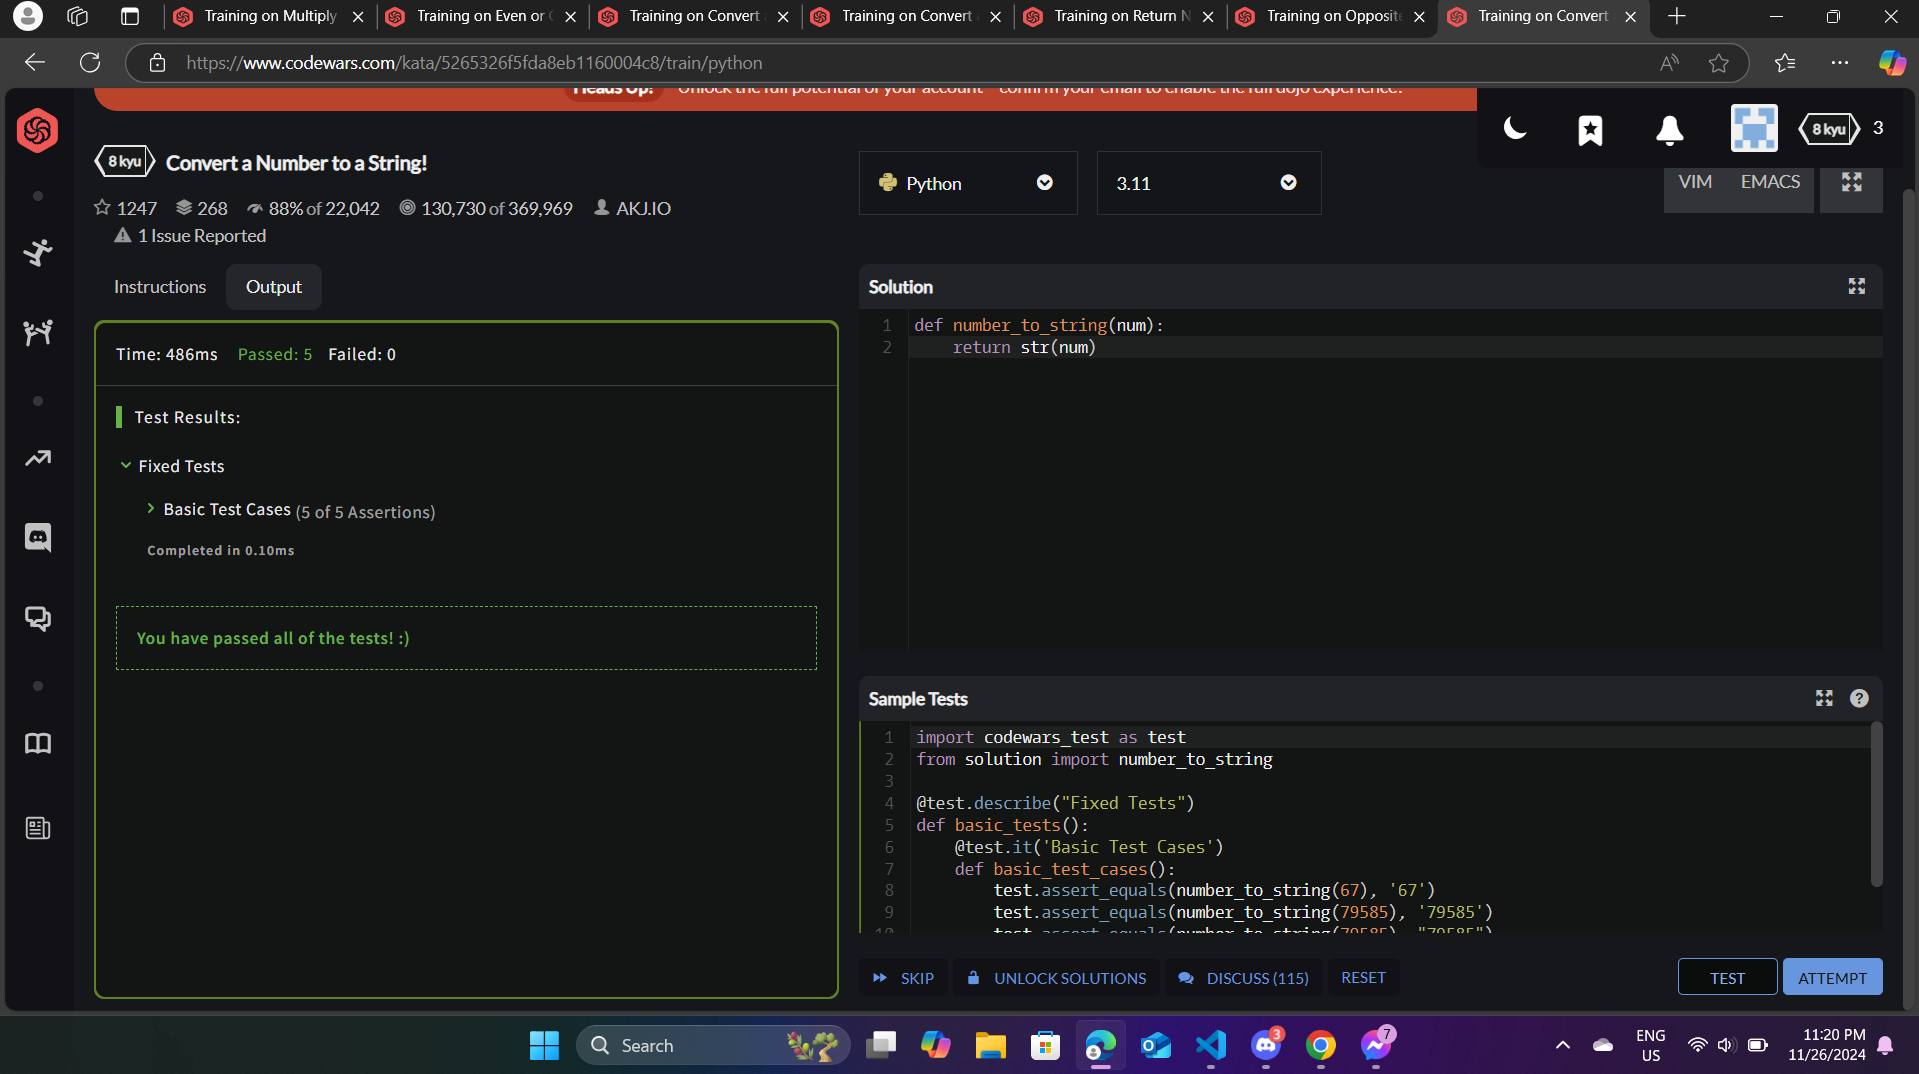 Training on Multiply
Training on Even or
Training on Convert
Training on Convert
Training on Return N
Training on Opposite
Training on Convert
https://www.codewars.com/kata/5265326f5fda8eb1160004c8/train/python
Heads Up! Unlock the full potential of your account - confirm your email to enable the full dojo experience.
8 kyu 3
8 kyu Convert a Number to a String!
1247 268 88% of 22,042 130,730 of 369,969 AKJ.IO
1 Issue Reported
Python
3.11
VIM EMACS
Instructions Output
Time: 486ms Passed: 5 Failed: 0
Test Results:
Fixed Tests
Basic Test Cases (5 of 5 Assertions)
Completed in 0.10ms
You have passed all of the tests! :)
Solution
1 def number_to_string(num):
2 return str(num)
Sample Tests
1 import codewars_test as test
2 from solution import number_to_string
3
4 @test.describe("Fixed Tests")
5 def basic_tests():
6 @test.it('Basic Test Cases')
7 def basic_test_cases():
8 test.assert_equals(number_to_string(67), '67')
9 test.assert_equals(number_to_string(79585), '79585')
10 test.assert_equals(number_to_string(79585), "79585")
SKIP UNLOCK SOLUTIONS DISCUSS (115) RESET
TEST ATTEMPT
Search
3
7
ENG
US
11:20 PM
11/26/2024